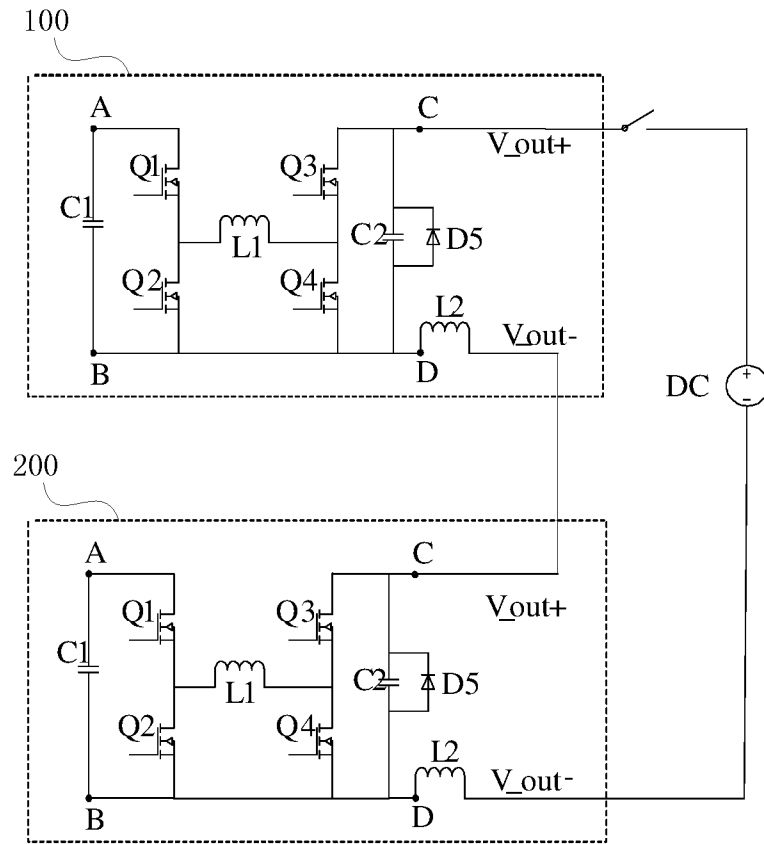 100
A
C
V_out+
Q1
Q3
C1
L1
C2
D5
Q2
Q4
L2
V_out-
B
D
DC
+
-
200
A
C
V_out+
Q1
Q3
C1
L1
C2
D5
Q2
Q4
L2
V_out-
B
D